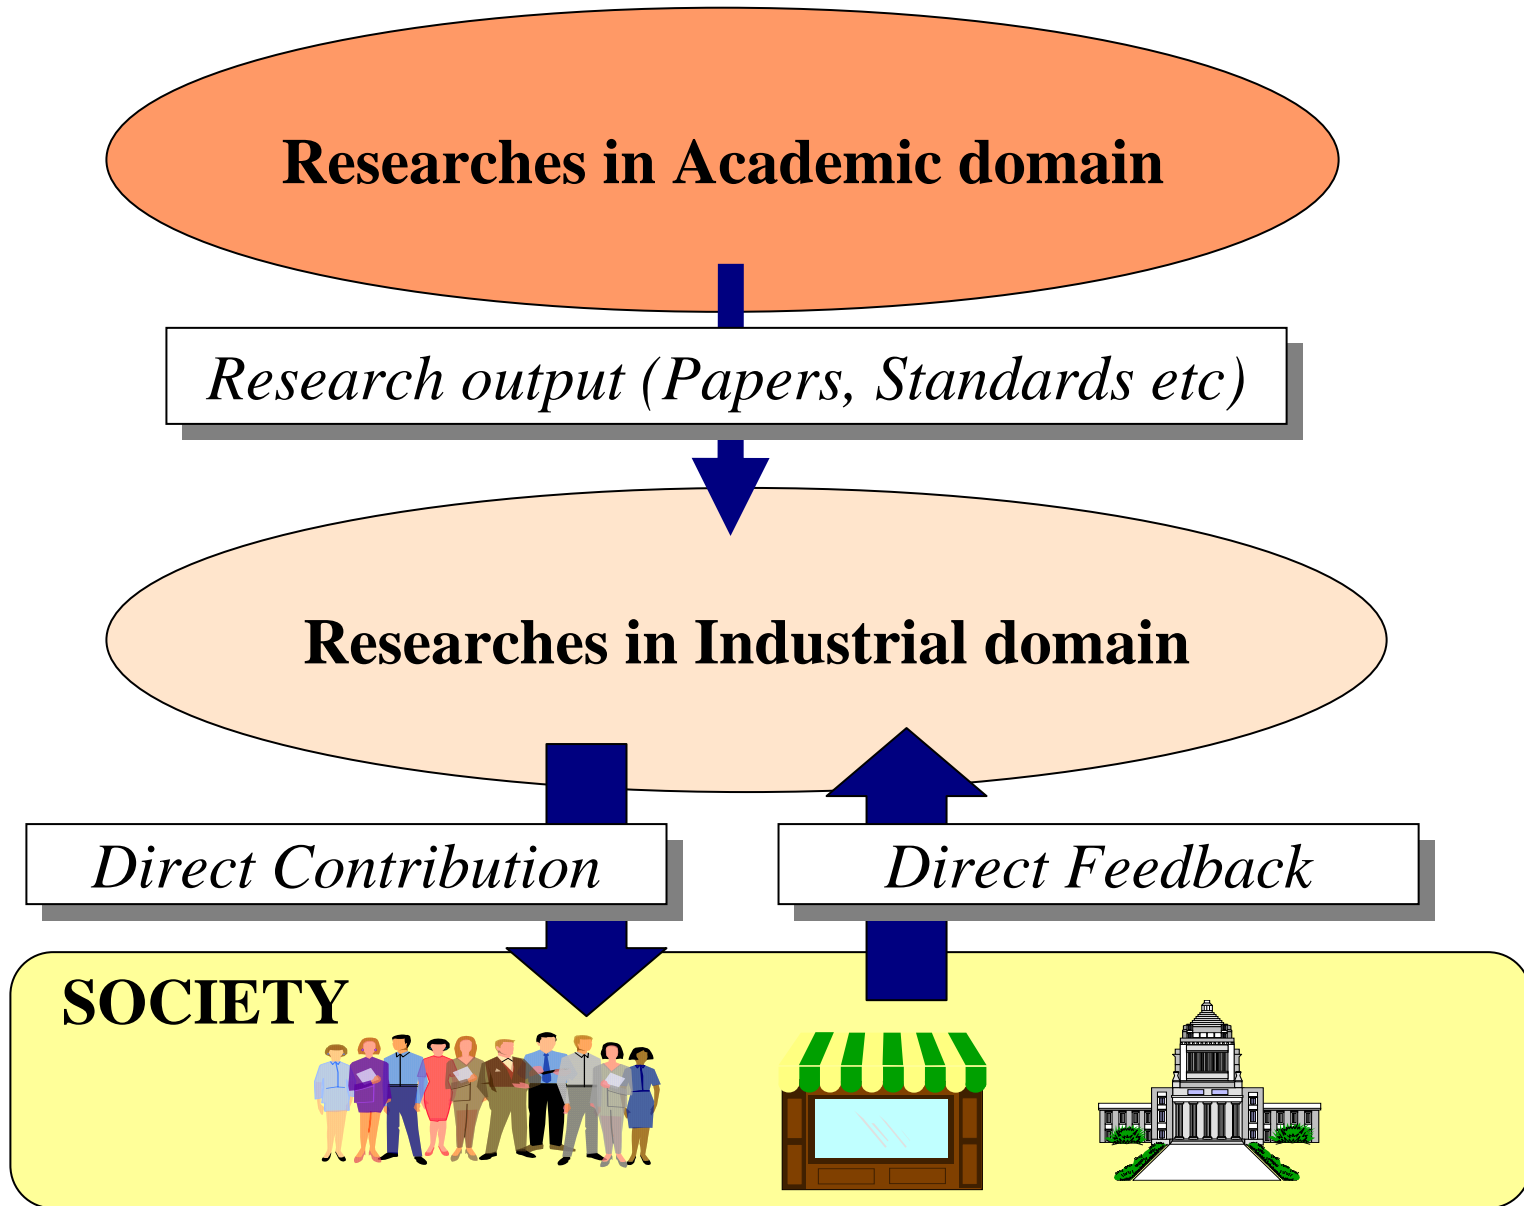 Researches in Academic domain
Research output (Papers, Standards etc)
Researches in Industrial domain
Direct Contribution
Direct Feedback
SOCIETY